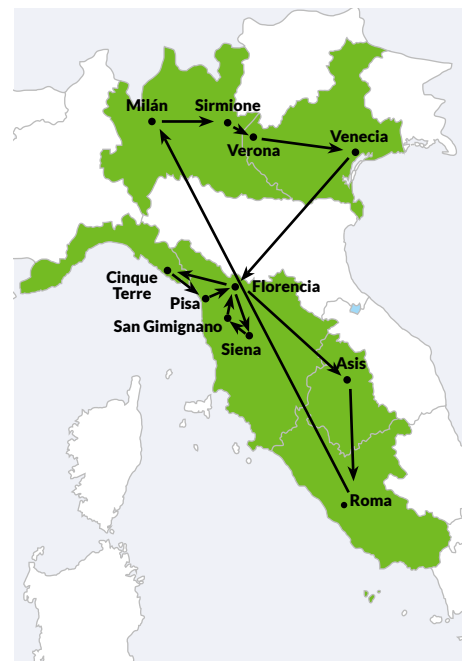 Milán
Sirmione
Verona
Venecia
Cinque
Terre
Pisa
Florencia
San Gimignano
Siena
Asis
Roma